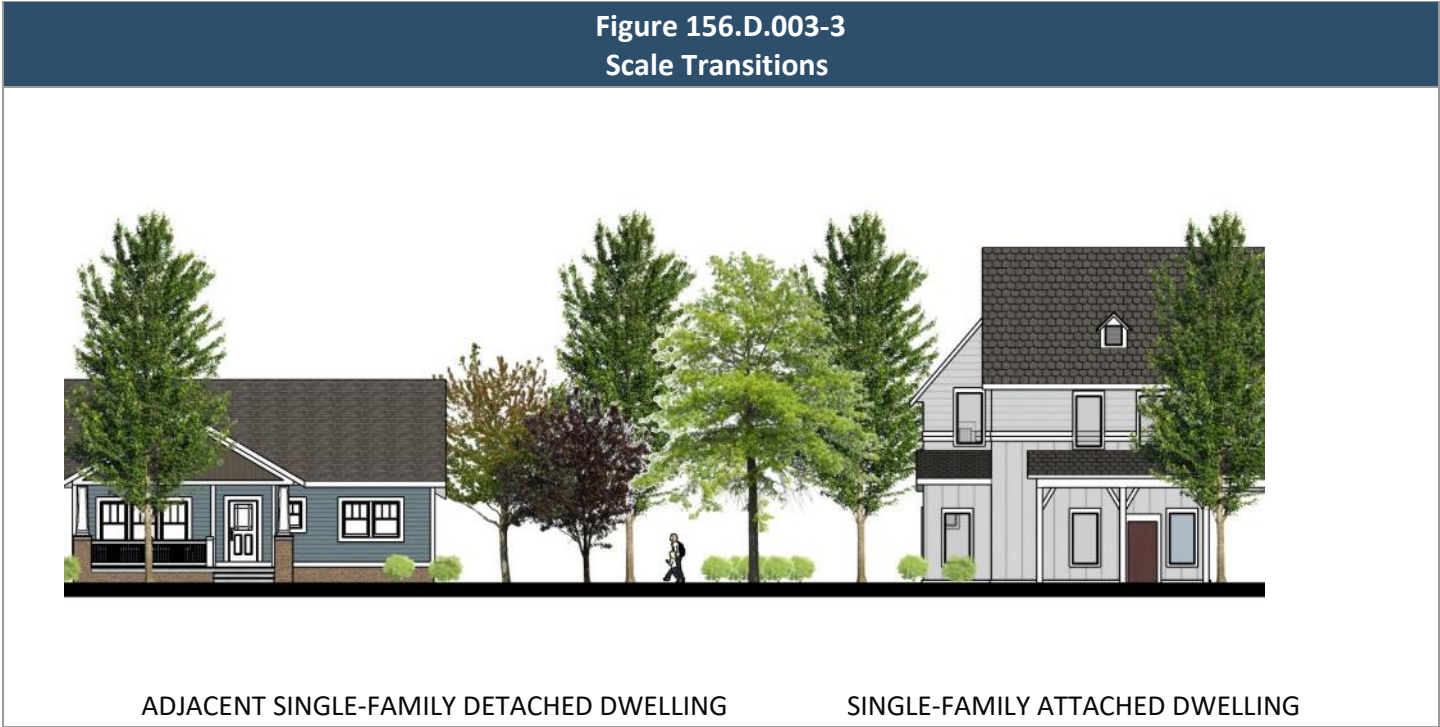 Figure 156.D.003-3
Scale Transitions
ADJACENT SINGLE-FAMILY DETACHED DWELLING
SINGLE-FAMILY ATTACHED DWELLING